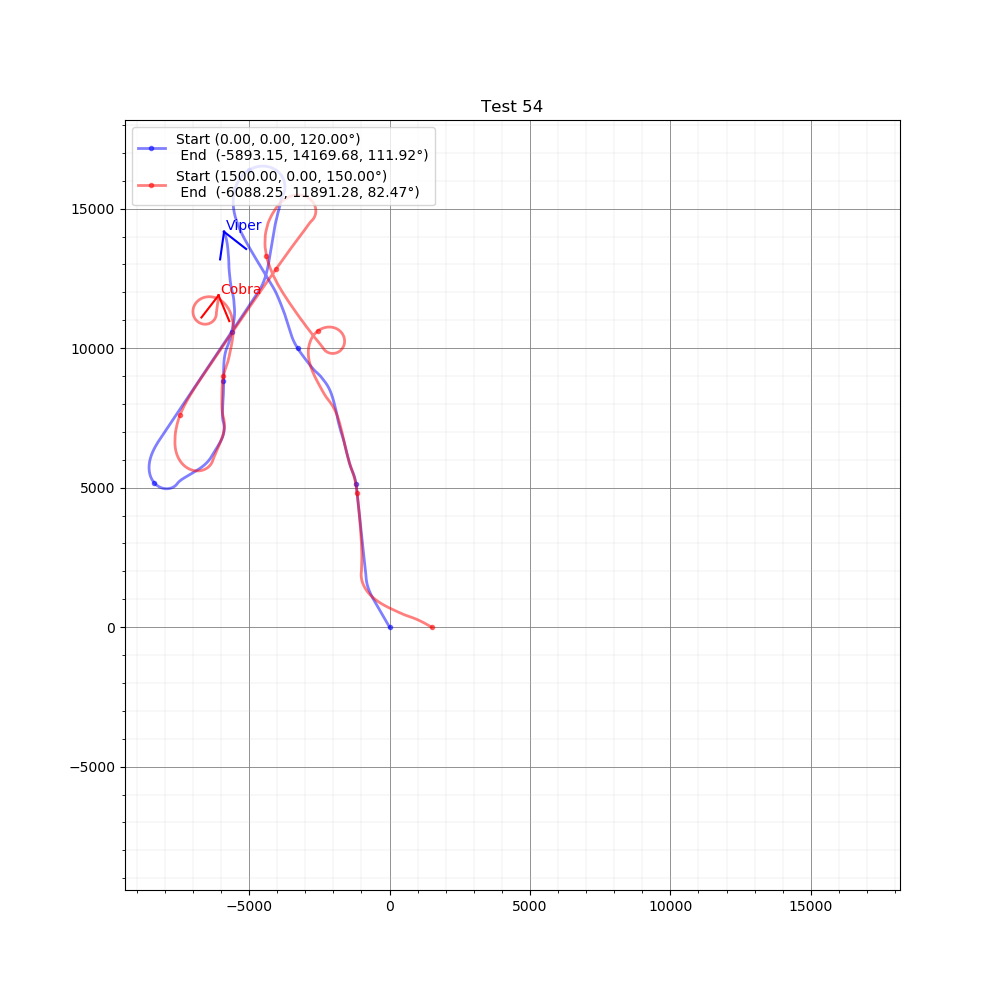 Test 54
Start (0.00, 0.00, 120.00°)
End (-5893.15, 14169.68, 111.92°)
Start (1500.00, 0.00, 150.00°)
End (-6088.25, 11891.28, 82.47°)
Viper
Cobra
15000
10000
5000
0
−5000
−5000
0
5000
10000
15000